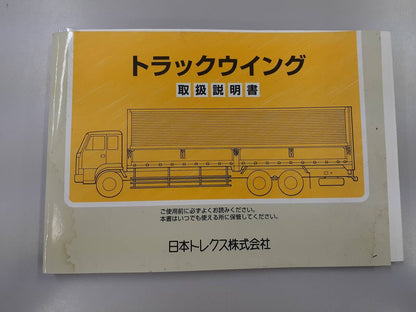 トラックウイング
取扱説明書
ご使用前に必ずよくお読みください。
本書はいつでも使える所に保管してください。
日本トレクス株式会社